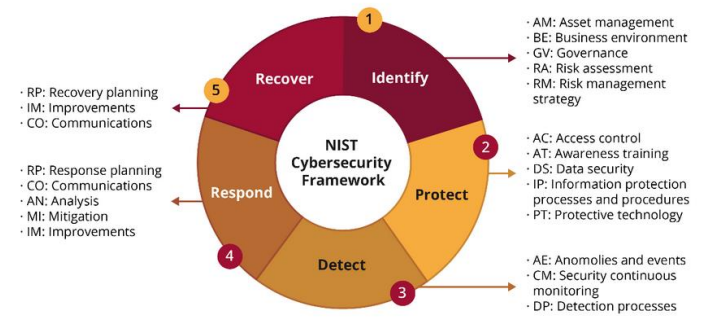 1
Identify
· AM: Asset management
· BE: Business environment
· GV: Governance
· RA: Risk assessment
· RM: Risk management
strategy
2
Protect
· AC: Access control
· AT: Awareness training
· DS: Data security
· IP: Information protection
processes and procedures
· PT: Protective technology
3
Detect
· AE: Anomolies and events
· CM: Security continuous
monitoring
· DP: Detection processes
4
Respond
· RP: Response planning
· CO: Communications
· AN: Analysis
· MI: Mitigation
· IM: Improvements
5
Recover
· RP: Recovery planning
· IM: Improvements
· CO: Communications
NIST
Cybersecurity
Framework